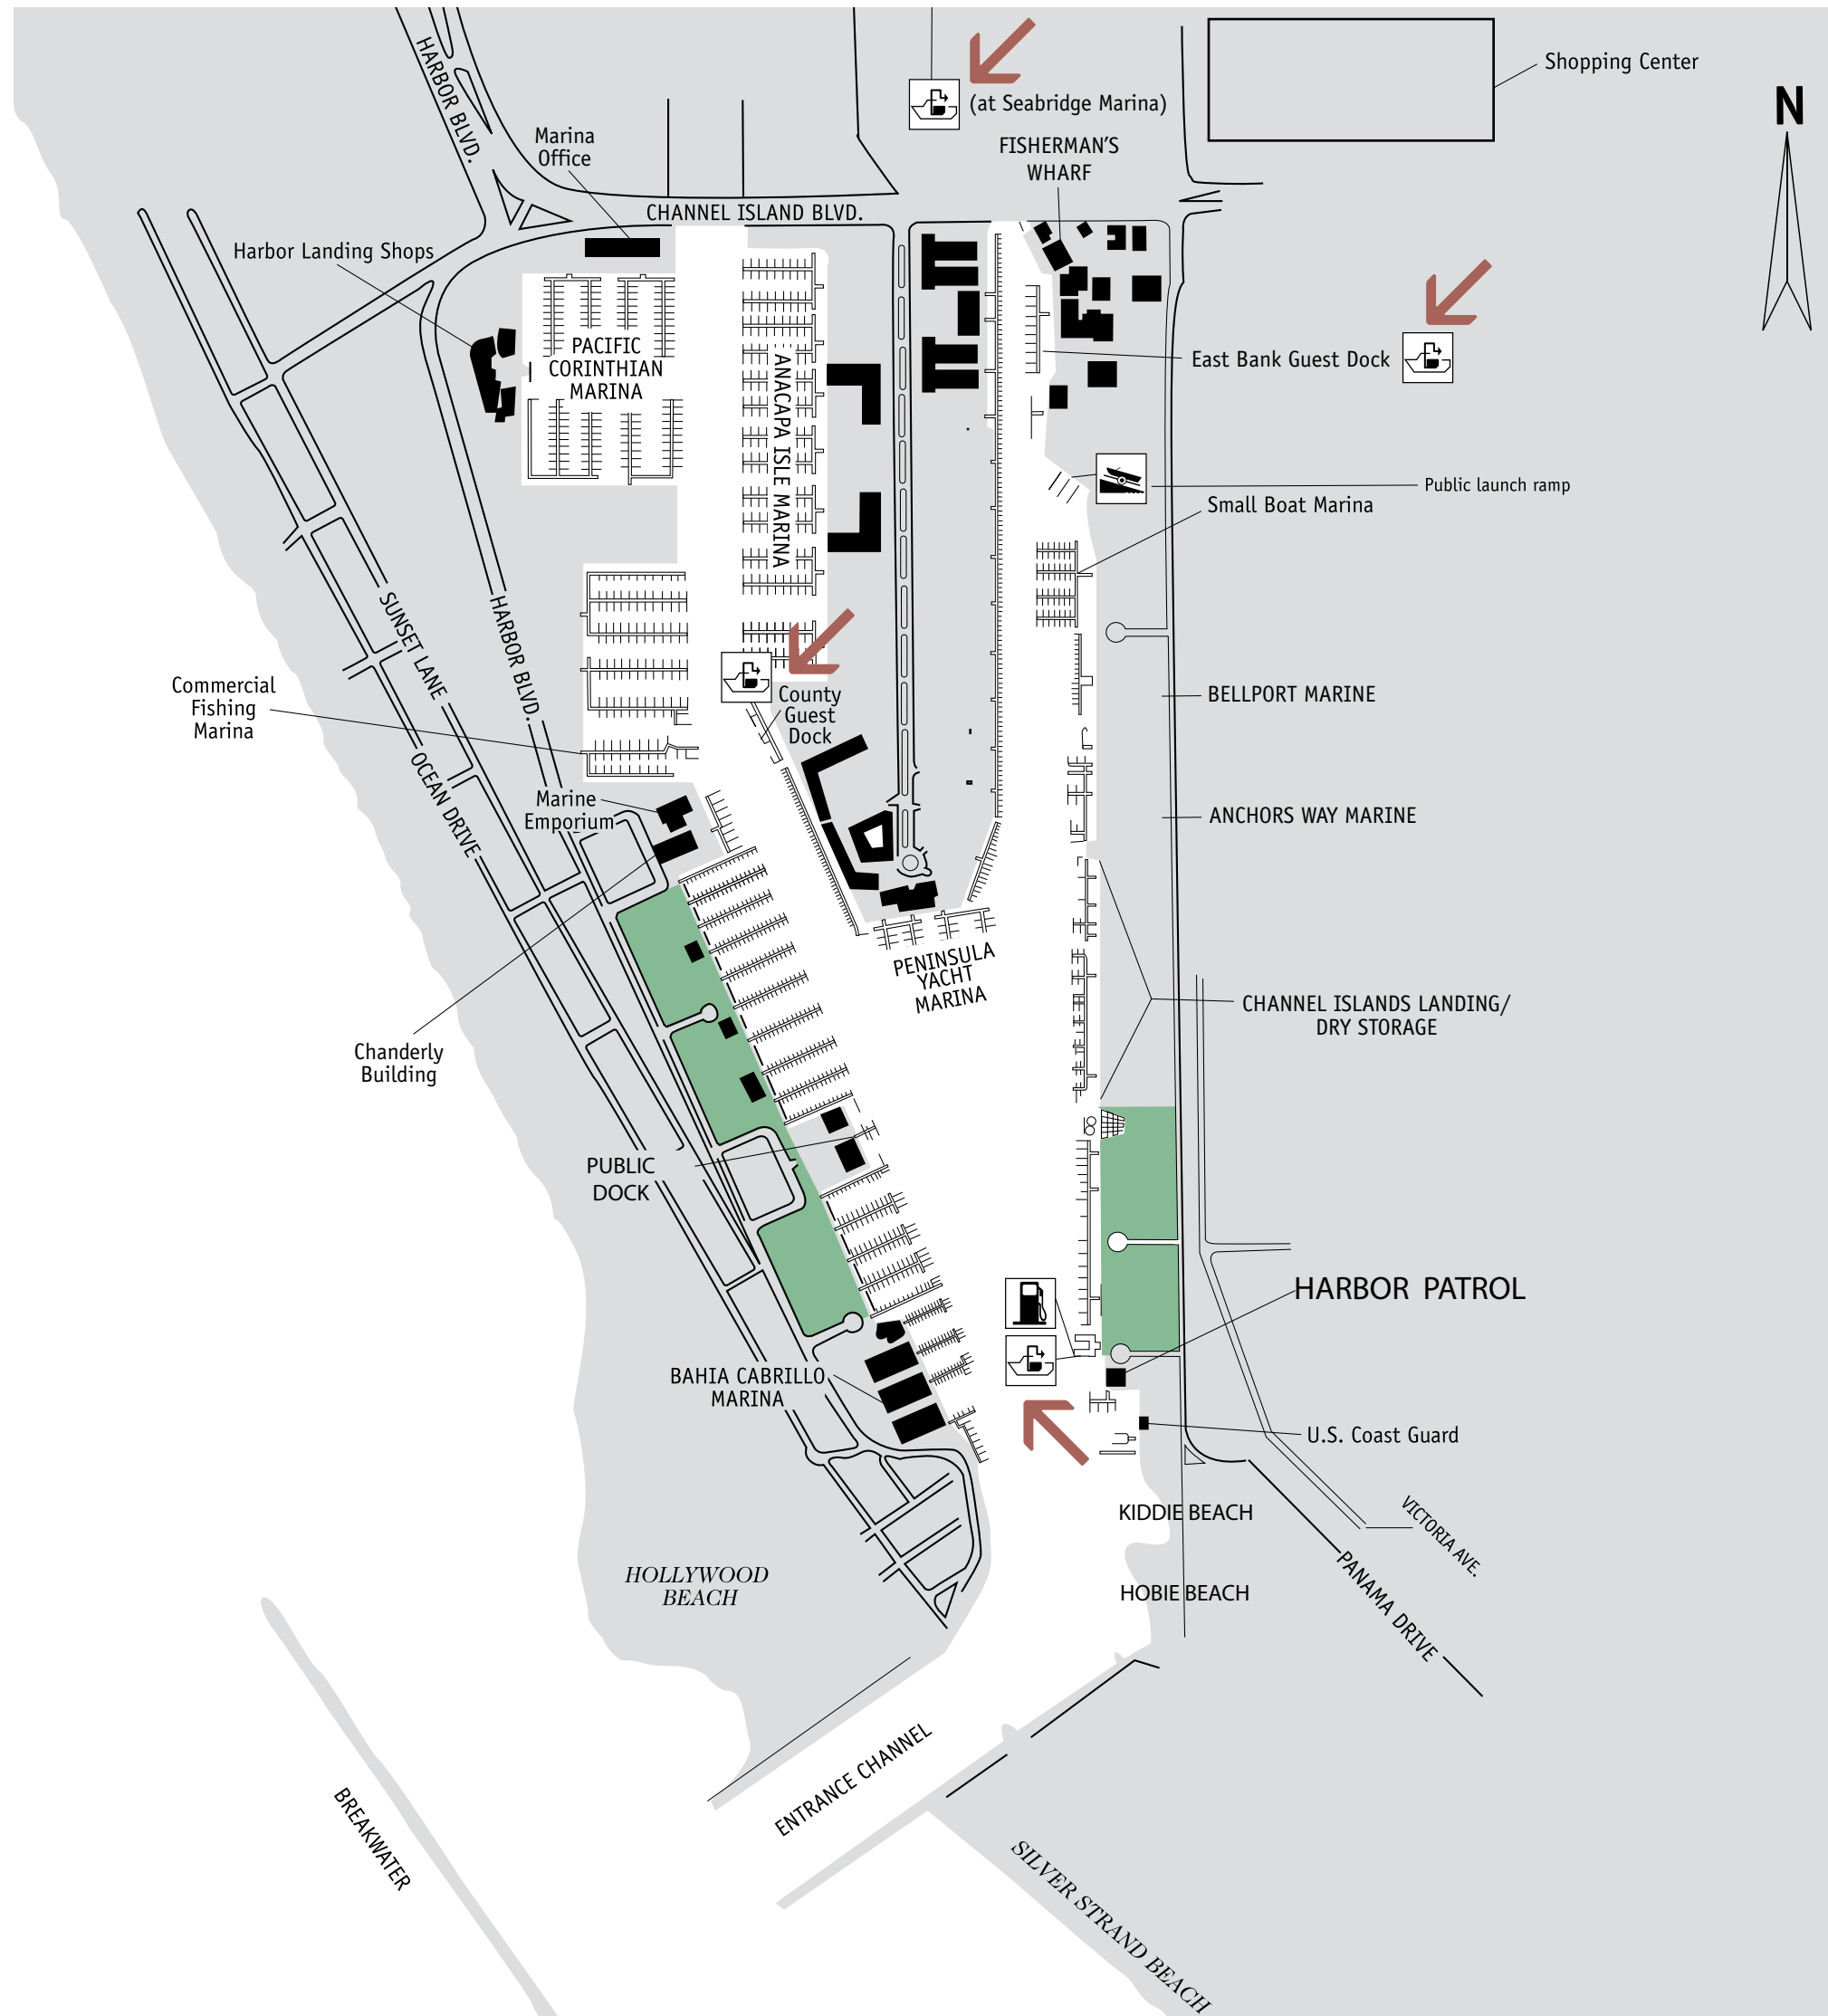 HARBOR BLVD.
Shopping Center
(at Seabridge Marina)
N
Marina
Office
FISHERMAN'S
WHARF
CHANNEL ISLAND BLVD.
Harbor Landing Shops
PACIFIC
CORINTHIAN
MARINA
ANACAPA ISLE MARINA
East Bank Guest Dock
Public launch ramp
Small Boat Marina
SUNSET LANE
HARBOR BLVD.
Commercial
Fishing
Marina
County
Guest
Dock
BELLPORT MARINE
OCEAN DRIVE
Marine
Emporium
ANCHORS WAY MARINE
PENINSULA
YACHT
MARINA
CHANNEL ISLANDS LANDING/
DRY STORAGE
Chanderly
Building
PUBLIC
DOCK
HARBOR PATROL
BAHIA CABRILLO
MARINA
U.S. Coast Guard
KIDDIE BEACH
VICTORIA AVE.
HOLLYWOOD
BEACH
HOBIE BEACH
PANAMA DRIVE
ENTRANCE CHANNEL
BREAKWATER
SILVER STRAND BEACH